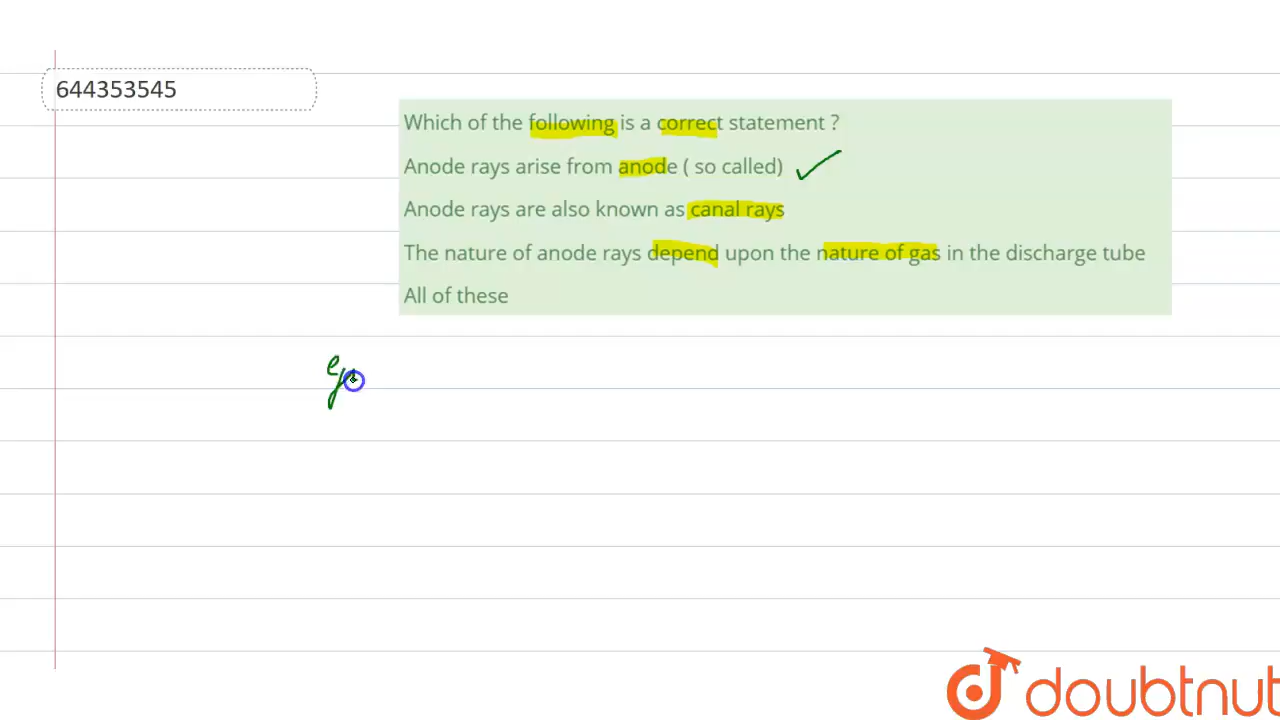 644353545
Which of the following is a correct statement ?
Anode rays arise from anode ( so called)
Anode rays are also known as canal rays
The nature of anode rays depend upon the nature of gas in the discharge tube
All of these
doubtnut